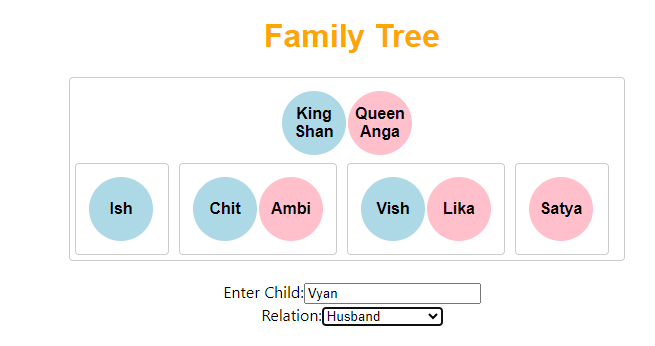 Family Tree
King Queen
Shan Anga
Ish Chit Ambi Vish Lika Satya
Enter Child: Vyan
Relation: Husband